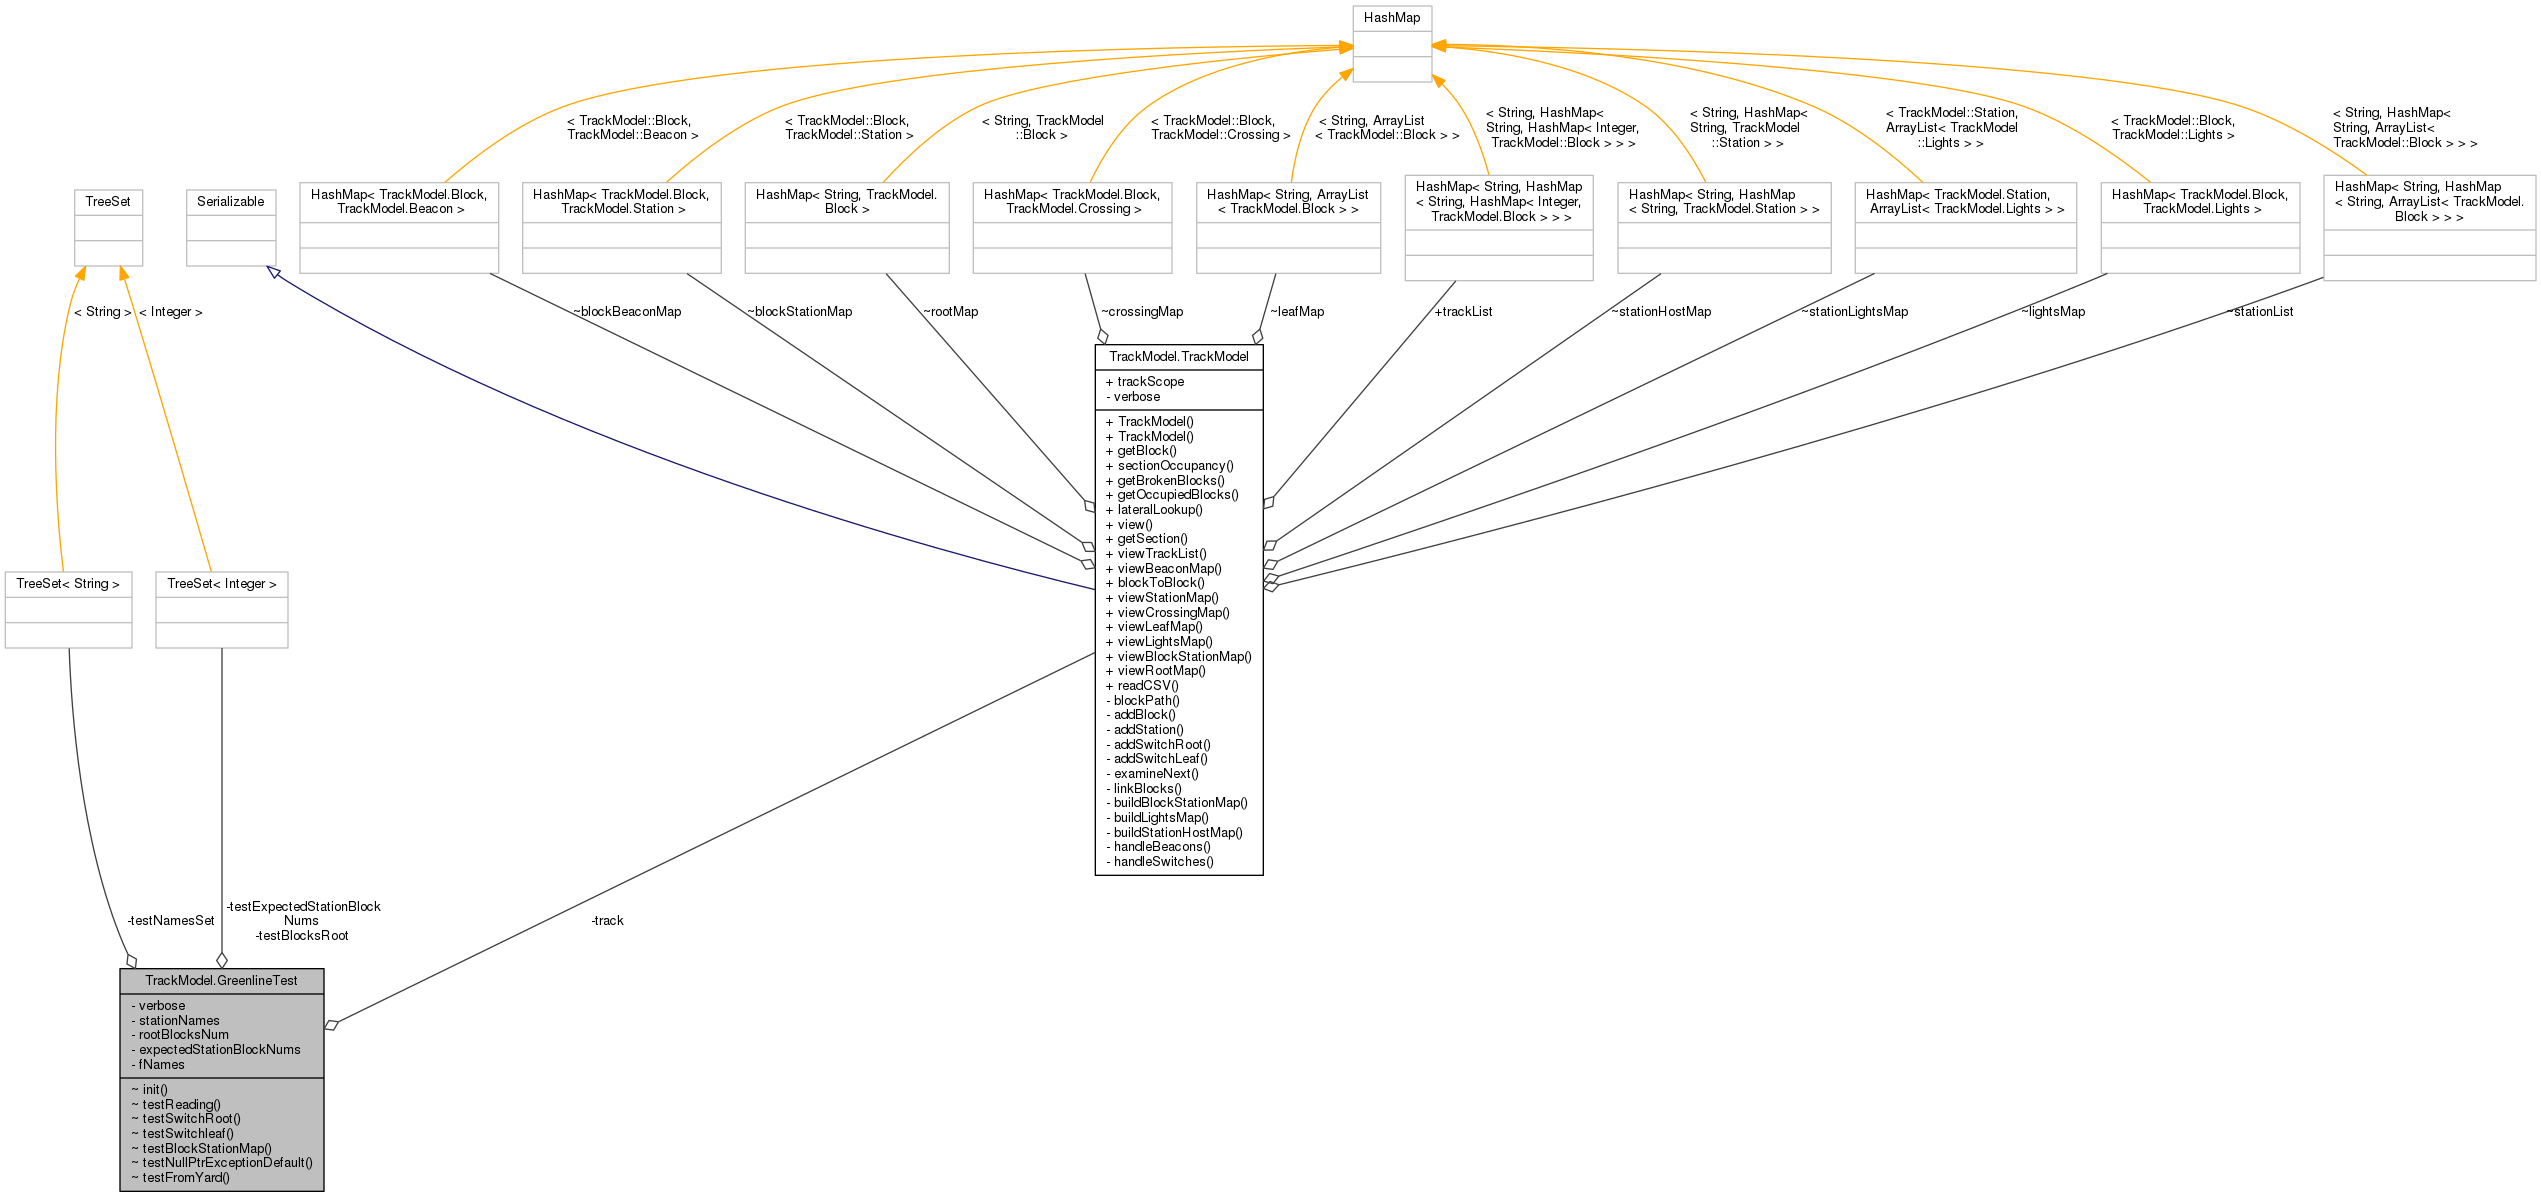 HashMap
< TrackModel::Block,
TrackModel::Beacon >
< TrackModel::Block,
TrackModel::Station >
< String, TrackModel
::Block >
< TrackModel::Block,
TrackModel::Crossing >
< String, ArrayList
< TrackModel::Block > >
< String, HashMap<
String, HashMap< Integer,
TrackModel::Block > > >
< String, HashMap<
String, TrackModel
::Station > >
< TrackModel::Station,
ArrayList< TrackModel
::Lights > >
< TrackModel::Block,
TrackModel::Lights >
< String, HashMap<
String, ArrayList<
TrackModel::Block > > >
TreeSet
Serializable
HashMap< TrackModel.Block,
TrackModel.Beacon >
HashMap< TrackModel.Block,
TrackModel.Station >
HashMap< String, TrackModel.
Block >
HashMap< TrackModel.Block,
TrackModel.Crossing >
HashMap< String, ArrayList
< TrackModel.Block > >
HashMap< String, HashMap
< String, HashMap< Integer,
TrackModel.Block > > >
HashMap< String, HashMap
< String, TrackModel.Station > >
HashMap< TrackModel.Station,
ArrayList< TrackModel.Lights > >
HashMap< TrackModel.Block,
TrackModel.Lights >
HashMap< String, HashMap
< String, ArrayList< TrackModel.
Block > > >
< String >
< Integer >
~blockBeaconMap
~blockStationMap
~rootMap
~crossingMap
~leafMap
+trackList
~stationHostMap
~stationLightsMap
~lightsMap
~stationList
TrackModel.TrackModel
+ trackScope
- verbose
+ TrackModel()
+ TrackModel()
+ getBlock()
+ sectionOccupancy()
+ getBrokenBlocks()
+ getOccupiedBlocks()
+ lateralLookup()
+ view()
+ getSection()
+ viewTrackList()
+ viewBeaconMap()
+ blockToBlock()
+ viewStationMap()
+ viewCrossingMap()
+ viewLeafMap()
+ viewLightsMap()
+ viewBlockStationMap()
+ viewRootMap()
+ readCSV()
- blockPath()
- addBlock()
- addStation()
- addSwitchRoot()
- addSwitchLeaf()
- examineNext()
- linkBlocks()
- buildBlockStationMap()
- buildLightsMap()
- buildStationHostMap()
- handleBeacons()
- handleSwitches()
TreeSet< String >
TreeSet< Integer >
-testNamesSet
-testExpectedStationBlock
Nums
-testBlocksRoot
-track
TrackModel.GreenlineTest
- verbose
- stationNames
- rootBlocksNum
- expectedStationBlockNums
- fNames
~ init()
~ testReading()
~ testSwitchRoot()
~ testSwitchleaf()
~ testBlockStationMap()
~ testNullPtrExceptionDefault()
~ testFromYard()